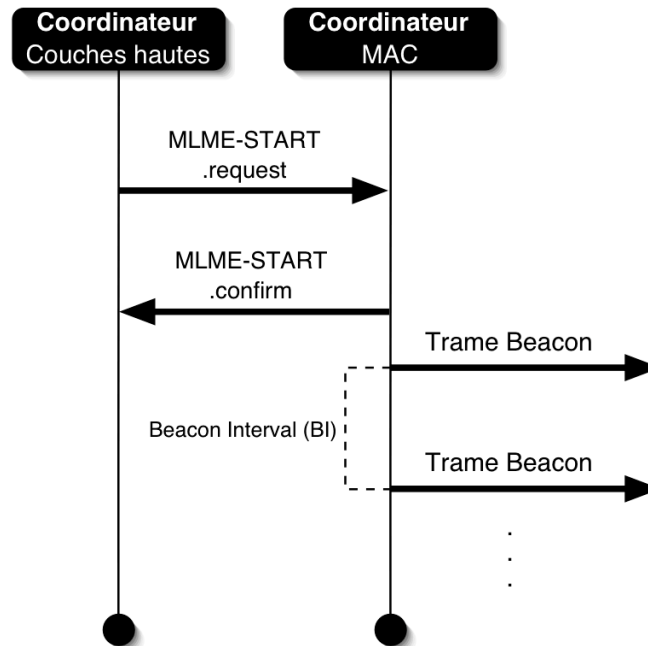 Coordinateur
Couches hautes
Coordinateur
MAC
MLME-START
.request
MLME-START
.confirm
Trame Beacon
Beacon Interval (BI)
Trame Beacon
.
.
.